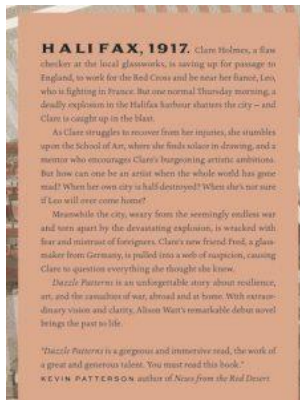 HALIFAX, 1917. Clare Holmes, a flaw
checker at the local glassworks, is saving up for passage to
England, to work for the Red Cross and be near her fiancé, Leo,
who is fighting in France. But one normal Thursday morning, a
deadly explosion in the Halifax harbour shatters the city – and
Clare is caught up in the blast.
As Clare struggles to recover from her injuries, she stumbles
upon the School of Art, where she finds solace in drawing, and a
mentor who encourages Clare's burgeoning artistic ambitions.
But how can one be an artist when the whole world has gone
mad? When her own city is half destroyed? When she's not sure
if Leo will ever come home?
Meanwhile the city, weary from the seemingly endless war
and torn apart by the devastating explosion, is wracked with
fear and mistrust of foreigners. Clare's new friend Fred, a glass-
maker from Germany, is pulled into a web of suspicion, causing
Clare to question everything she thought she knew.
Dazzle Patterns is an unforgettable story about resilience,
art, and the casualties of war, abroad and at home. With extraor-
dinary vision and clarity, Alison Watt's remarkable debut novel
brings the past to life.
"Dazzle Patterns is a gorgeous and immersive read, the work of
a great and generous talent. You must read this book."
KEVIN PATTERSON author of News from the Red Desert